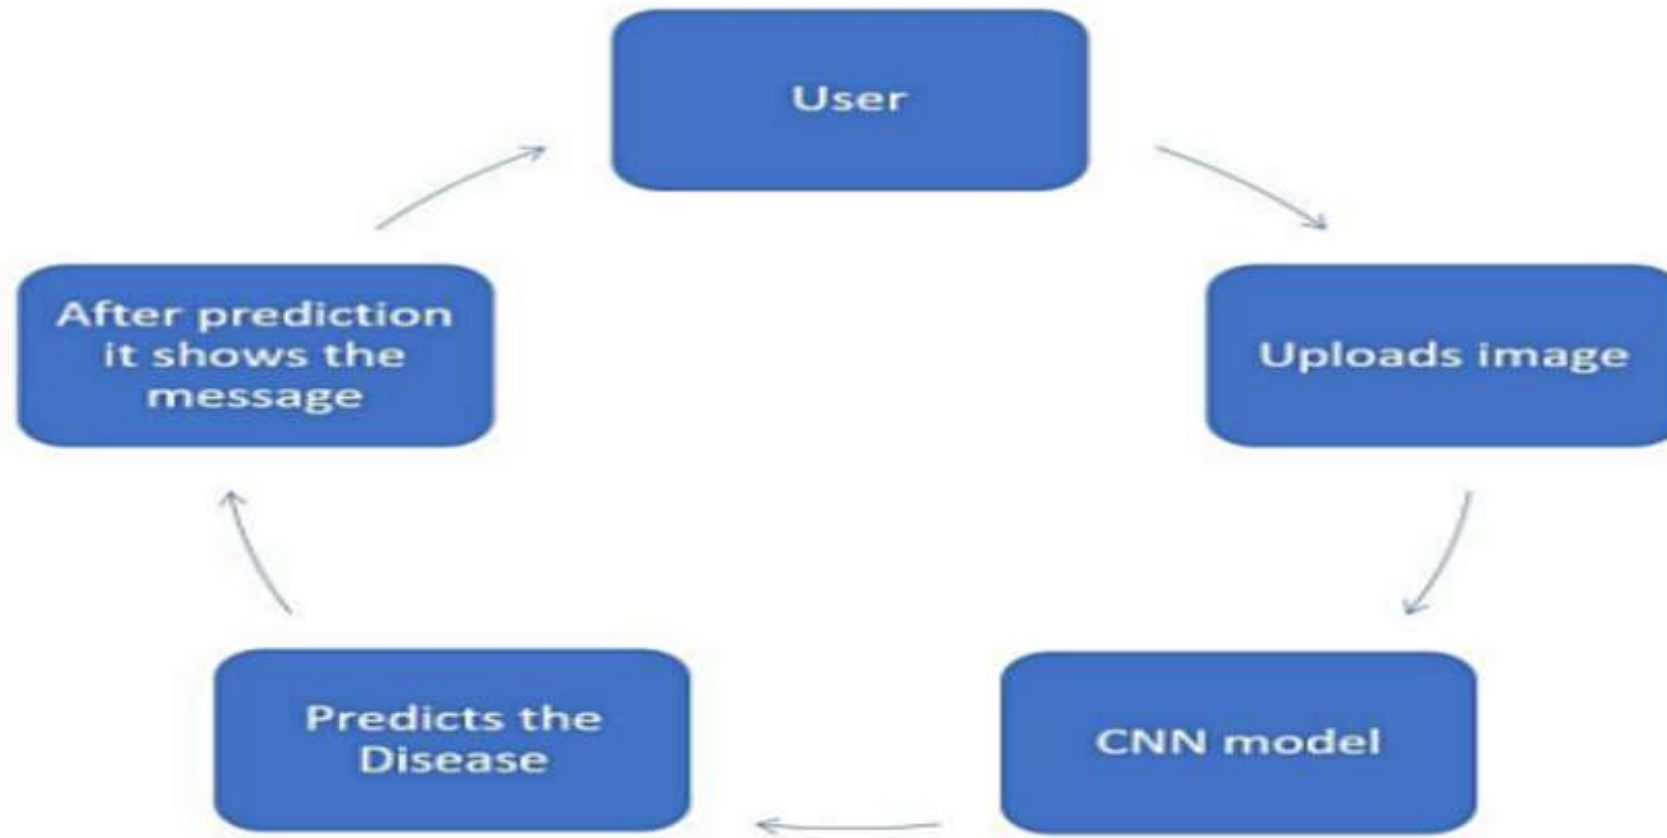 User
Uploads image
CNN model
Predicts the
Disease
After prediction
it shows the
message